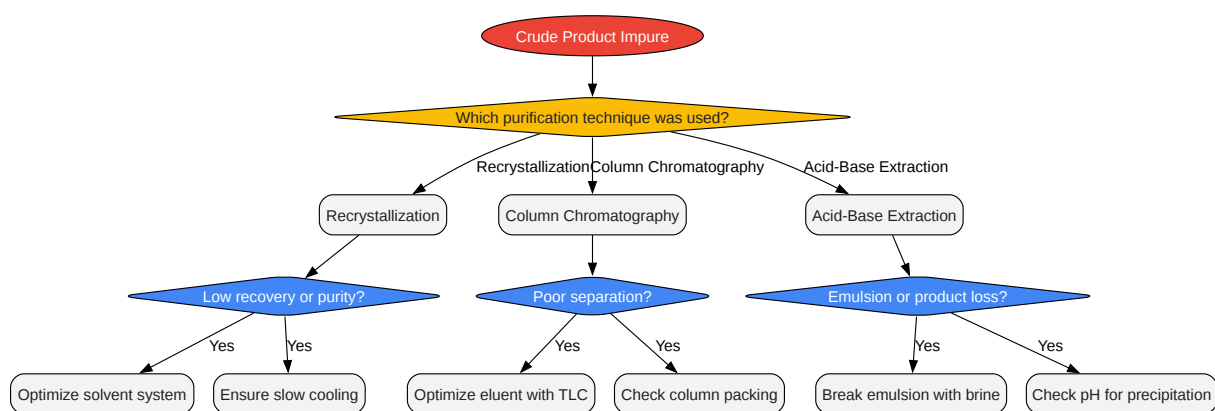 Crude Product Impure
Which purification technique was used?
Recrystallization
Column Chromatography
Acid-Base Extraction
Recrystallization
Column Chromatography
Acid-Base Extraction
Low recovery or purity?
Poor separation?
Emulsion or product loss?
Yes
Yes
Yes
Yes
Yes
Yes
Optimize solvent system
Ensure slow cooling
Optimize eluent with TLC
Check column packing
Break emulsion with brine
Check pH for precipitation